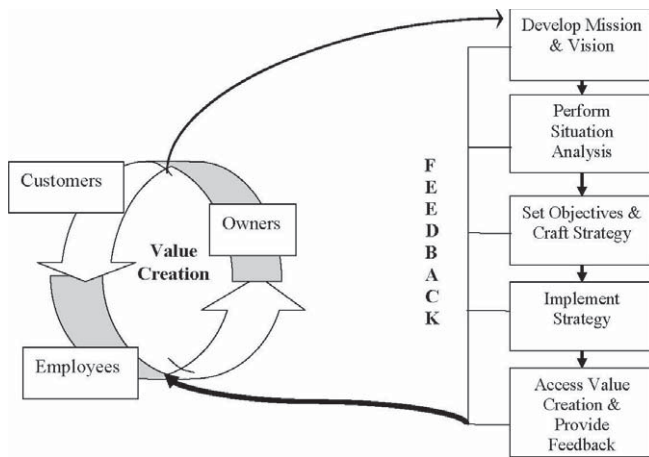 Customers
Owners
Value
Creation
Employees
F
E
E
D
B
A
C
K
Develop Mission
& Vision
Perform
Situation
Analysis
Set Objectives &
Craft Strategy
Implement
Strategy
Access Value
Creation &
Provide
Feedback